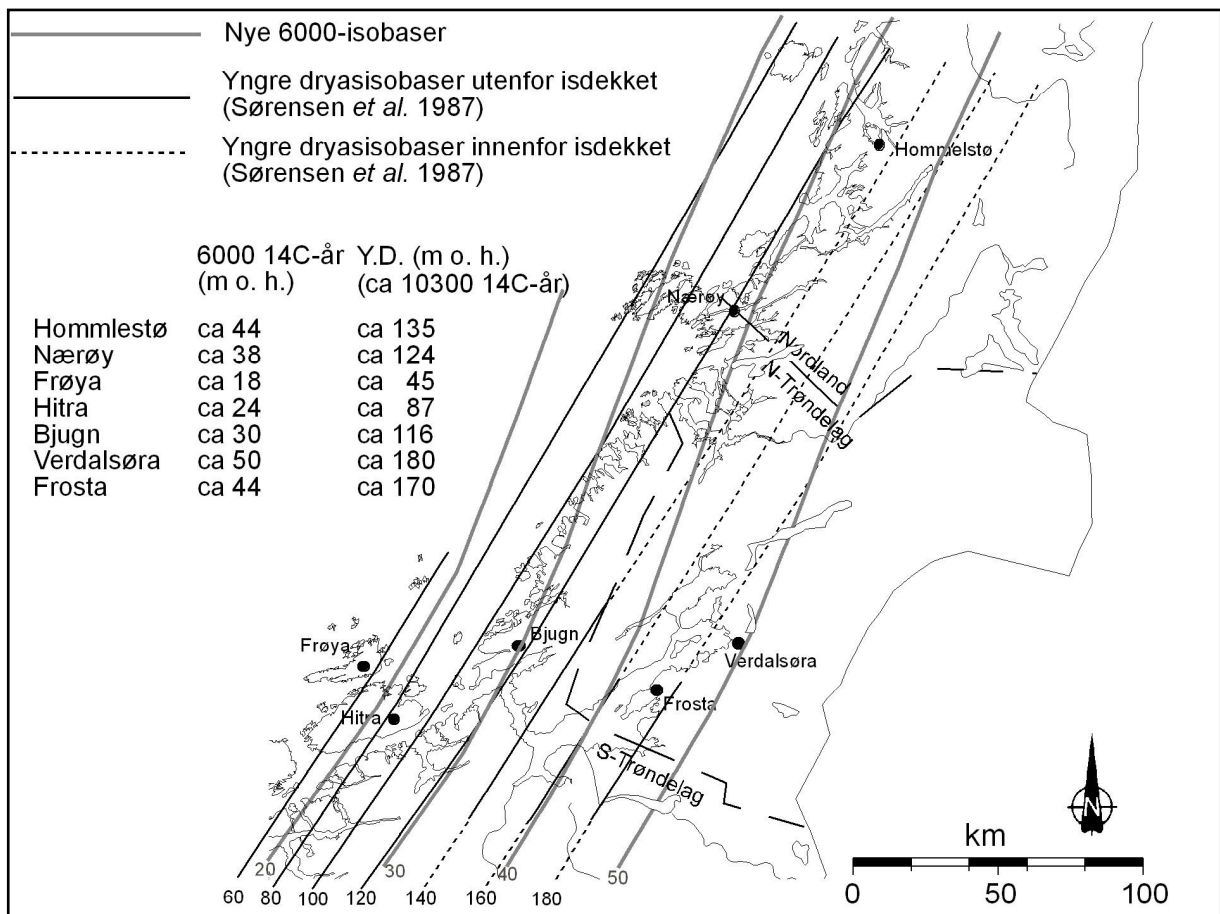 Nye 6000-isobaser
Yngre dryasisobaser utenfor isdekket
(Sørensen et al. 1987)
Yngre dryasisobaser innenfor isdekket
(Sørensen et al. 1987)
6000 14C-år Y.D. (m o. h.)
(m o. h.) (ca 10300 14C-år)
Hommlestø ca 44 ca 135
Nærøy ca 38 ca 124
Frøya ca 18 ca 45
Hitra ca 24 ca 87
Bjugn ca 30 ca 116
Verdalsøra ca 50 ca 180
Frosta ca 44 ca 170
Hommelstø
Nærøy
Nordland
N-Trøndelag
Bjugn
Frøya
Verdalsøra
Frosta
Hitra
S-Trøndelag
N
km
0 50 100
20 30 40 50
60 80 100 120 140 160 180